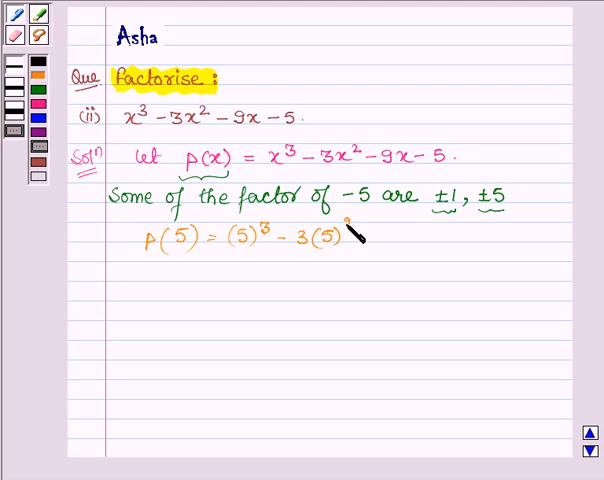 Asha
Que Factorise :
(ii) x³ - 3x² - 9x - 5.
Solⁿ Let p(x) = x³ - 3x² - 9x - 5.
Some of the factor of -5 are ±1, ±5
p(5) = (5)³ - 3(5)